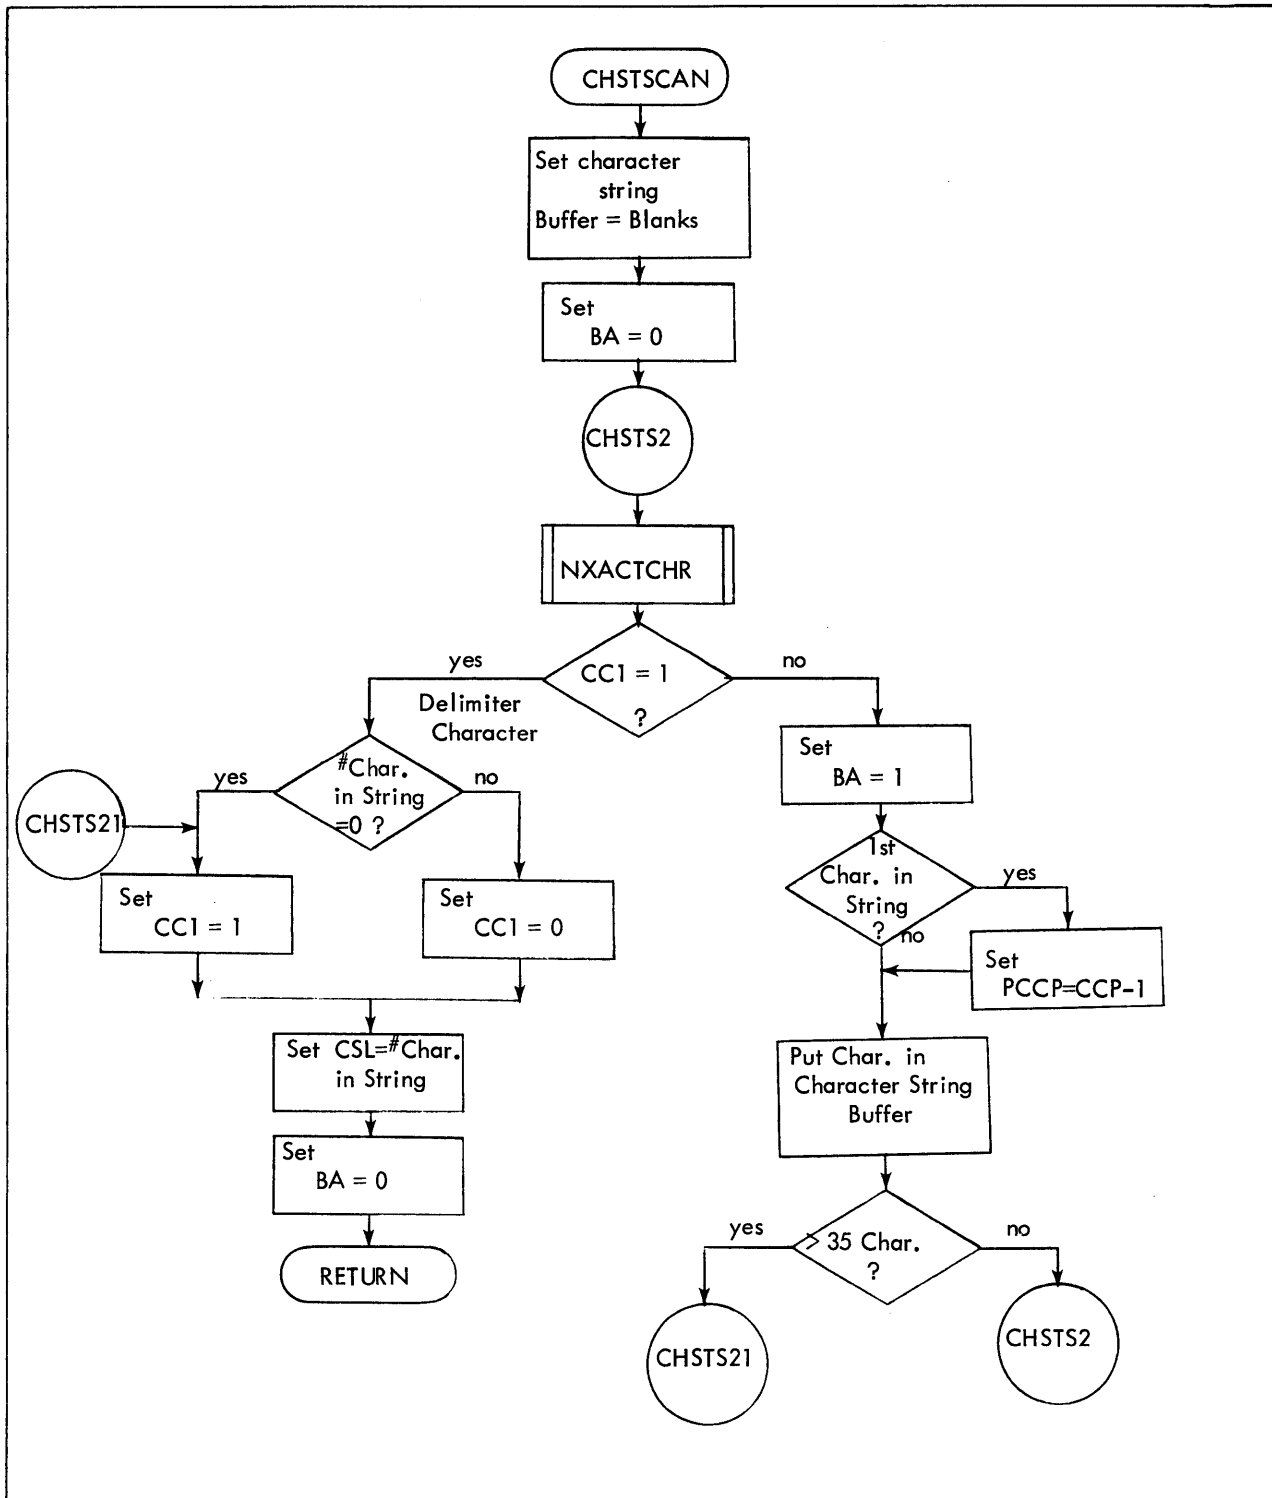 CHSTSCAN
Set character
string
Buffer = Blanks
Set
BA = 0
CHSTS2
NXACTCHR
CC1 = 1
?
yes
no
Delimiter
Character
#Char.
in String
=0 ?
yes
no
CHSTS21
Set
CC1 = 1
Set
CC1 = 0
Set CSL=#Char.
in String
Set
BA = 0
RETURN
Set
BA = 1
1st
Char. in
String
?
yes
no
Set
PCCP=CCP-1
Put Char. in
Character String
Buffer
> 35 Char.
?
yes
no
CHSTS21
CHSTS2